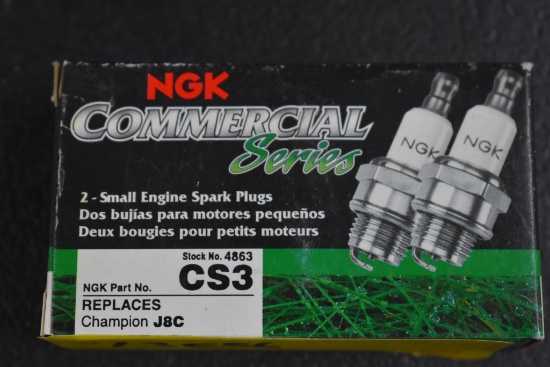 NGK
COMMERCIAL
Series
NGK NGK
2 - Small Engine Spark Plugs
Dos bujías para motores pequeños
Deux bougies pour petits moteurs
Stock No. 4863
NGK Part No. CS3
REPLACES
Champion J8C